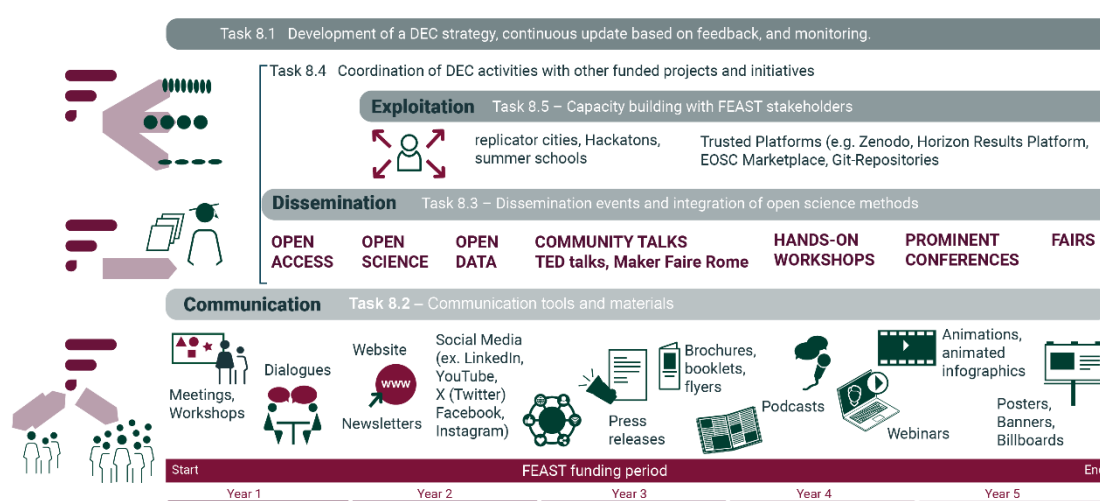 Task 8.1 Development of a DEC strategy, continuous update based on feedback, and monitoring.
Task 8.4 Coordination of DEC activities with other funded projects and initiatives
Exploitation Task 8.5 – Capacity building with FEAST stakeholders
replicator cities, Hackatons,
summer schools
Trusted Platforms (e.g. Zenodo, Horizon Results Platform,
EOSC Marketplace, Git-Repositories
Dissemination Task 8.3 – Dissemination events and integration of open science methods
OPEN
ACCESS
OPEN
SCIENCE
OPEN
DATA
COMMUNITY TALKS
TED talks, Maker Faire Rome
HANDS-ON
WORKSHOPS
PROMINENT
CONFERENCES
FAIRS
Communication Task 8.2 – Communication tools and materials
Meetings,
Workshops
Dialogues
Website
www
Newsletters
Social Media
(ex. LinkedIn,
YouTube,
X (Twitter)
Facebook,
Instagram)
Press
releases
Brochures,
booklets,
flyers
Podcasts
Webinars
Animations,
animated
infographics
Posters,
Banners,
Billboards
Start
FEAST funding period
End
Year 1
Year 2
Year 3
Year 4
Year 5